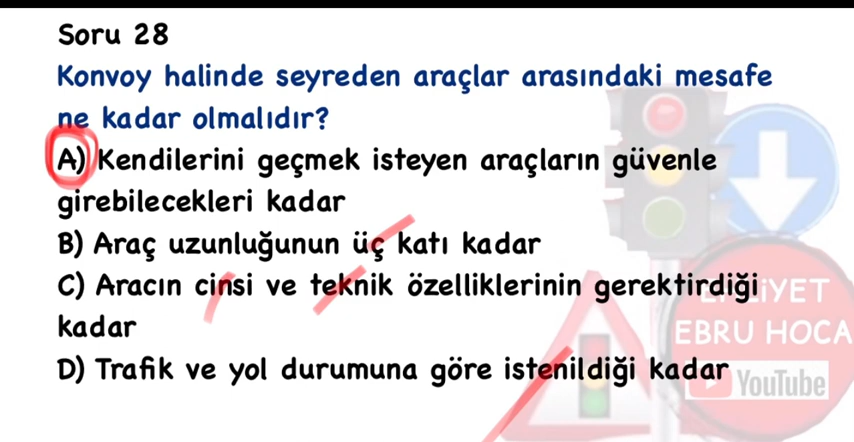 Soru 28
Konvoy halinde seyreden araçlar arasındaki mesafe
ne kadar olmalıdır?
A) Kendilerini geçmek isteyen araçların güvenle
girebilecekleri kadar
B) Araç uzunluğunun üç katı kadar
C) Aracın cinsi ve teknik özelliklerinin gerektirdiği
kadar
D) Trafik ve yol durumuna göre istenildiği kadar
EBRU HOCA
YouTube